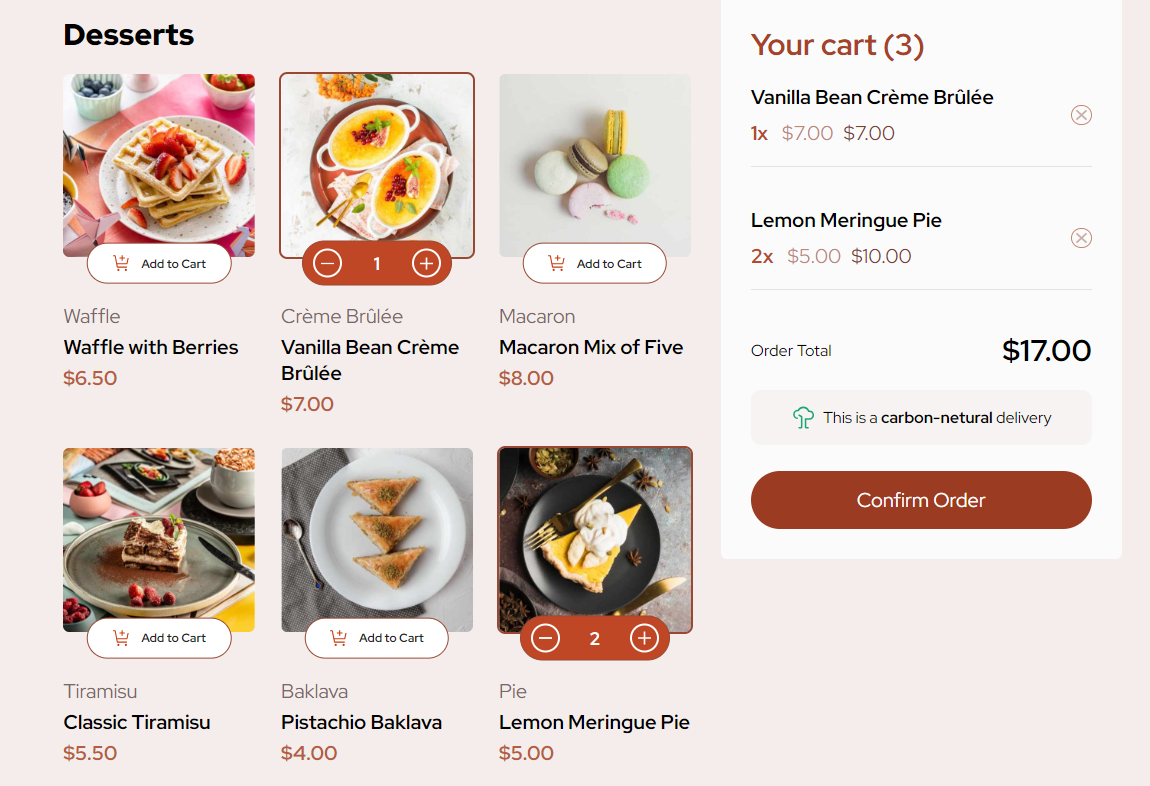 Desserts
Add to Cart
1
Add to Cart
Waffle
Waffle with Berries
$6.50
Crème Brûlée
Vanilla Bean Crème
Brûlée
$7.00
Macaron
Macaron Mix of Five
$8.00
Add to Cart
Add to Cart
2
Tiramisu
Classic Tiramisu
$5.50
Baklava
Pistachio Baklava
$4.00
Pie
Lemon Meringue Pie
$5.00
Your cart (3)
Vanilla Bean Crème Brûlée
1x $7.00 $7.00
Lemon Meringue Pie
2x $5.00 $10.00
Order Total $17.00
This is a carbon-netural delivery
Confirm Order